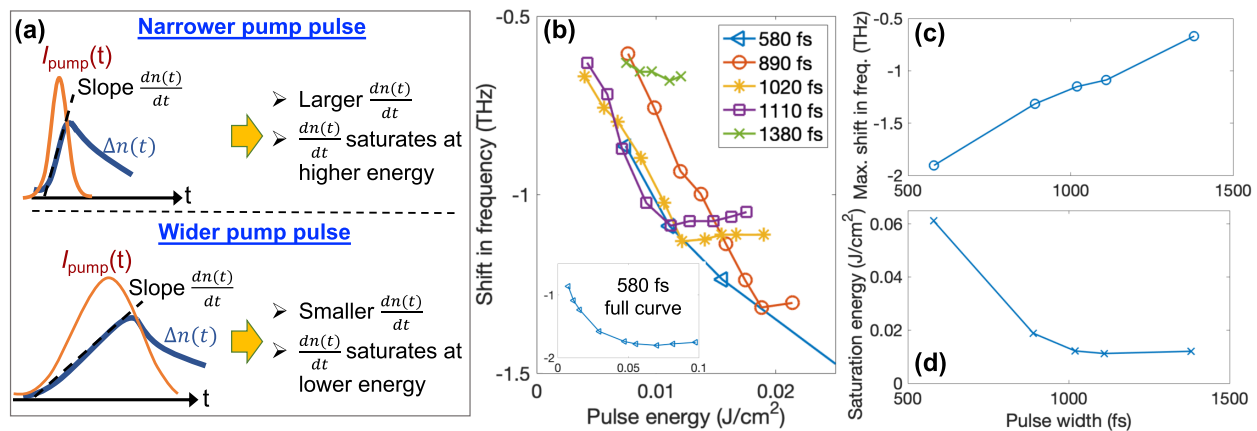 (a)
Narrower pump pulse
I_pump(t)
Slope dn(t)/dt
Δn(t)
t
➢ Larger dn(t)/dt
➢ dn(t)/dt saturates at
higher energy
Wider pump pulse
I_pump(t)
Slope dn(t)/dt
Δn(t)
t
➢ Smaller dn(t)/dt
➢ dn(t)/dt saturates at
lower energy
(b)
Shift in frequency (THz)
-0.5
-1
-1.5
0
0.01
0.02
Pulse energy (J/cm²)
580 fs
890 fs
1020 fs
1110 fs
1380 fs
580 fs
full curve
-1
-2
0
0.05
0.1
(c)
Max. shift in freq. (THz)
0
-0.5
-1
-1.5
-2
500
1000
1500
(d)
Saturation energy (J/cm²)
0.06
0.04
0.02
0
500
1000
1500
Pulse width (fs)